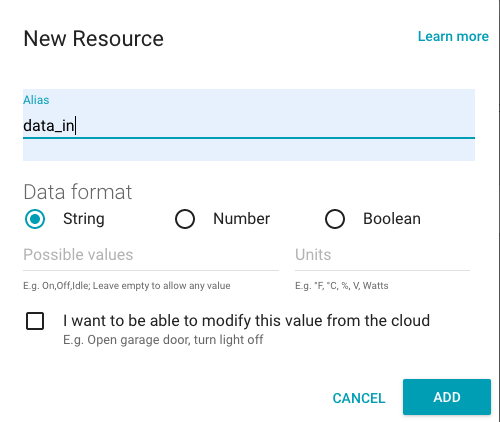 New Resource
Learn more
Alias
data_in
Data format
String
Number
Boolean
Possible values
Units
E.g. On,Off,Idle; Leave empty to allow any value
E.g. °F, °C, %, V, Watts
I want to be able to modify this value from the cloud
E.g. Open garage door, turn light off
CANCEL
ADD